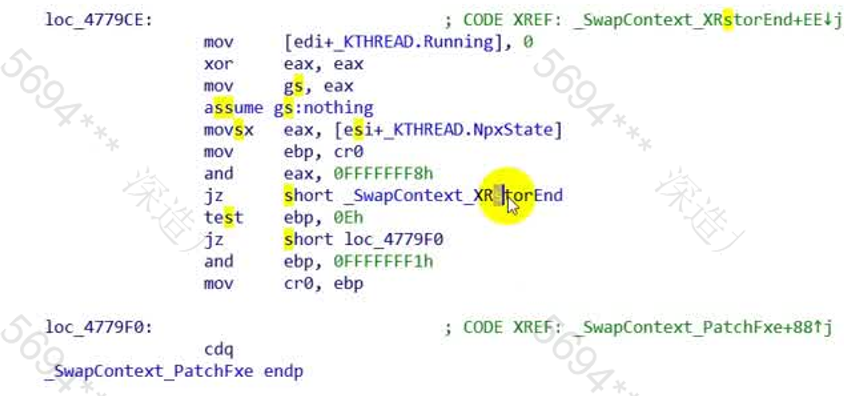 loc_4779CE: ; CODE XREF: _SwapContext_XRstorEnd+EE↓j
mov [edi+_KTHREAD.Running], 0
xor eax, eax
mov gs, eax
assume gs:nothing
movsx eax, [esi+_KTHREAD.NpxState]
mov ebp, cr0
and eax, 0FFFFFFF8h
jz short _SwapContext_XRstorEnd
test ebp, 0Eh
jz short loc_4779F0
and ebp, 0FFFFFFF1h
mov cr0, ebp
loc_4779F0: ; CODE XREF: _SwapContext_PatchFxe+88↑j
cdq
_SwapContext_PatchFxe endp
5694***
深造
5694***
深造
5694***
5694***